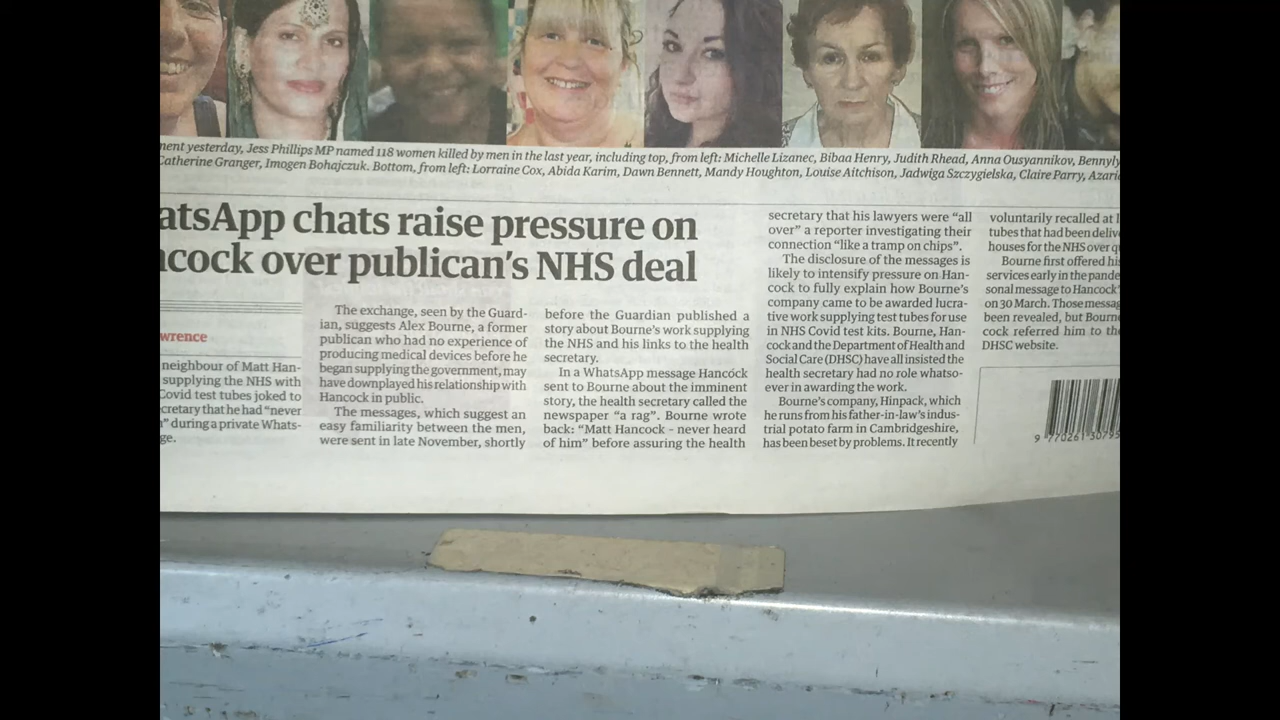 ment yesterday, Jess Phillips MP named 118 women killed by men in the last year, including top, from left: Michelle Lizanec, Bibaa Henry, Judith Rhead, Anna Ousyannikov, Bennyly
Catherine Granger, Imogen Bohajczuk. Bottom, from left: Lorraine Cox, Abida Karim, Dawn Bennett, Mandy Houghton, Louise Aitchison, Jadwiga Szczygielska, Claire Parry, Azari
atsApp chats raise pressure on
ncock over publican's NHS deal
wrence
neighbour of Matt Han-
supplying the NHS with
Covid test tubes joked to
cretary that he had "never
" during a private Whats-
ge.
The exchange, seen by the Guard-
ian, suggests Alex Bourne, a former
publican who had no experience of
producing medical devices before he
began supplying the government, may
have downplayed his relationship with
Hancock in public.
The messages, which suggest an
easy familiarity between the men,
were sent in late November, shortly
before the Guardian published a
story about Bourne's work supplying
the NHS and his links to the health
secretary.
In a WhatsApp message Hancock
sent to Bourne about the imminent
story, the health secretary called the
newspaper "a rag". Bourne wrote
back: "Matt Hancock - never heard
of him" before assuring the health
secretary that his lawyers were "all
over" a reporter investigating their
connection "like a tramp on chips".
The disclosure of the messages is
likely to intensify pressure on Han-
cock to fully explain how Bourne's
company came to be awarded lucra-
tive work supplying test tubes for use
in NHS Covid test kits. Bourne, Han-
cock and the Department of Health and
Social Care (DHSC) have all insisted the
health secretary had no role whatso-
ever in awarding the work.
Bourne's company, Hinpack, which
he runs from his father-in-law's indus-
trial potato farm in Cambridgeshire,
has been beset by problems. It recently
voluntarily recalled at l
tubes that had been deliv
houses for the NHS over q
Bourne first offered his
services early in the pande
sonal message to Hancock'
on 30 March. Those messag
been revealed, but Bourn
cock referred him to the
DHSC website.
9 770261 30795